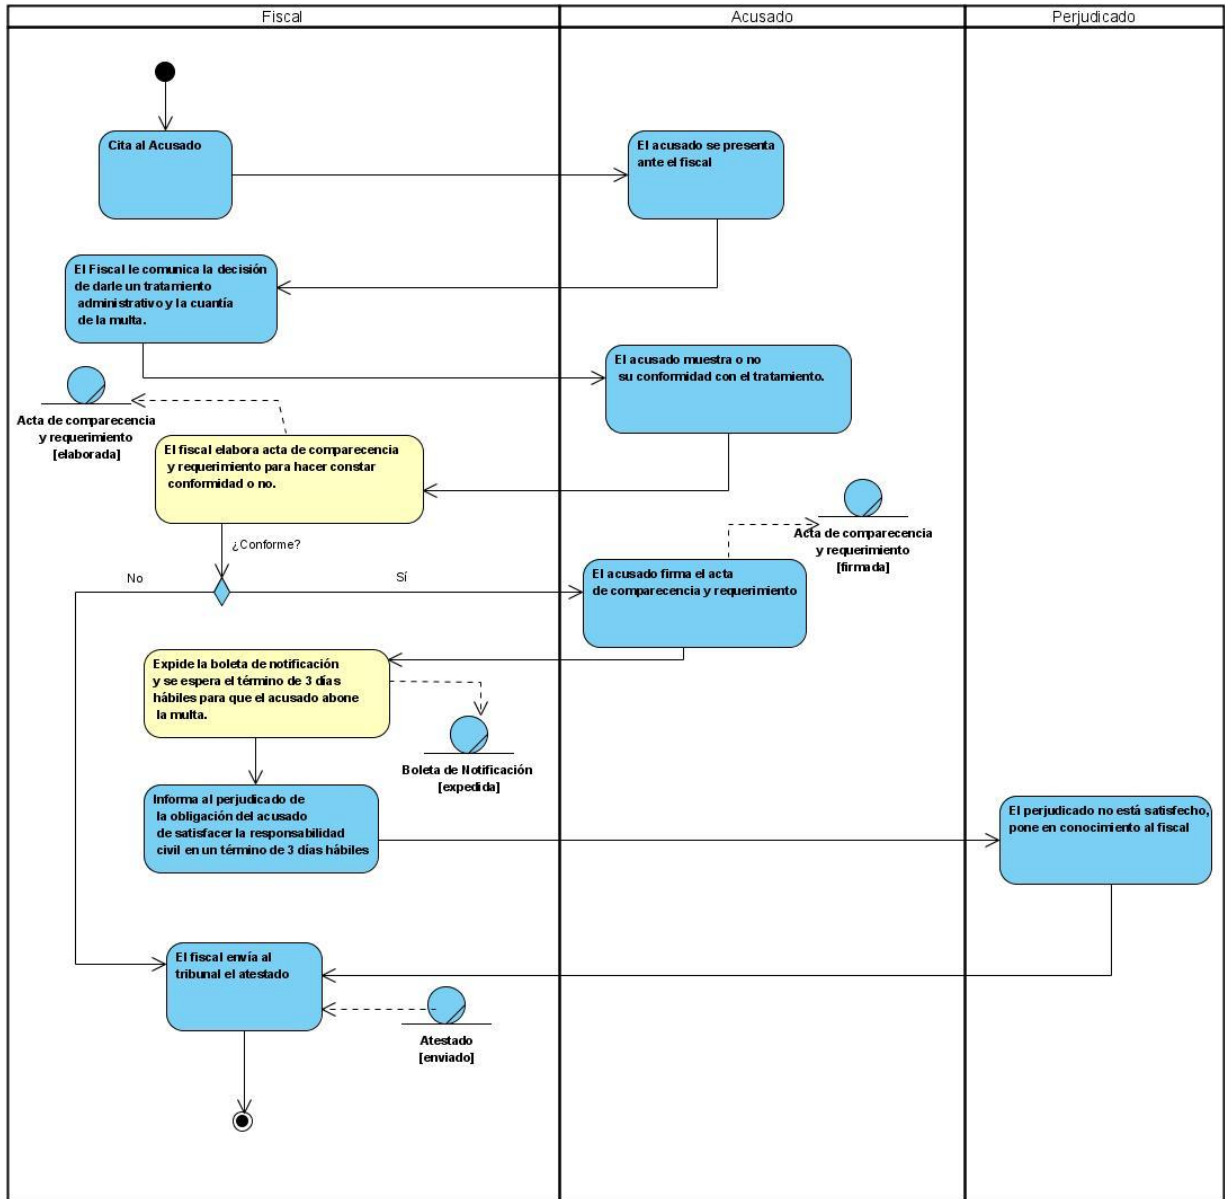 Fiscal
Acusado
Perjudicado
Cita al Acusado
El acusado se presenta
ante el fiscal
El Fiscal le comunica la decisión
de darle un tratamiento
administrativo y la cuantía
de la multa.
El acusado muestra o no
su conformidad con el tratamiento.
Acta de comparecencia
y requerimiento
[elaborada]
El fiscal elabora acta de comparecencia
y requerimiento para hacer constar
conformidad o no.
Acta de comparecencia
y requerimiento
[firmada]
¿Conforme?
No
Sí
El acusado firma el acta
de comparecencia y requerimiento
Expide la boleta de notificación
y se espera el término de 3 días
hábiles para que el acusado abone
la multa.
Boleta de Notificación
[expedida]
Informa al perjudicado de
la obligación del acusado
de satisfacer la responsabilidad
civil en un término de 3 días hábiles
El perjudicado no está satisfecho,
pone en conocimiento al fiscal
El fiscal envía al
tribunal el atestado
Atestado
[enviado]